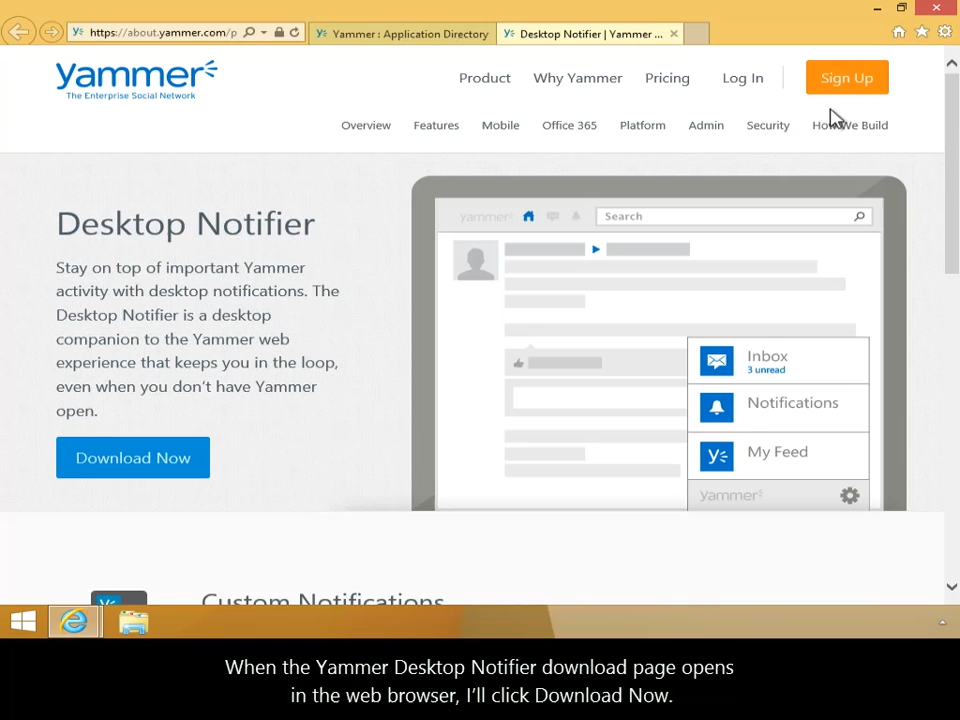 https://about.yammer.com/p
Yammer : Application Directory
Desktop Notifier | Yammer ...
yammer
The Enterprise Social Network
Product Why Yammer Pricing Log In Sign Up
Overview Features Mobile Office 365 Platform Admin Security How We Build
Desktop Notifier
Stay on top of important Yammer
activity with desktop notifications. The
Desktop Notifier is a desktop
companion to the Yammer web
experience that keeps you in the loop,
even when you don't have Yammer
open.
Download Now
yammer Search
Inbox
3 unread
Notifications
My Feed
yammer
Custom Notifications
When the Yammer Desktop Notifier download page opens
in the web browser, I'll click Download Now.